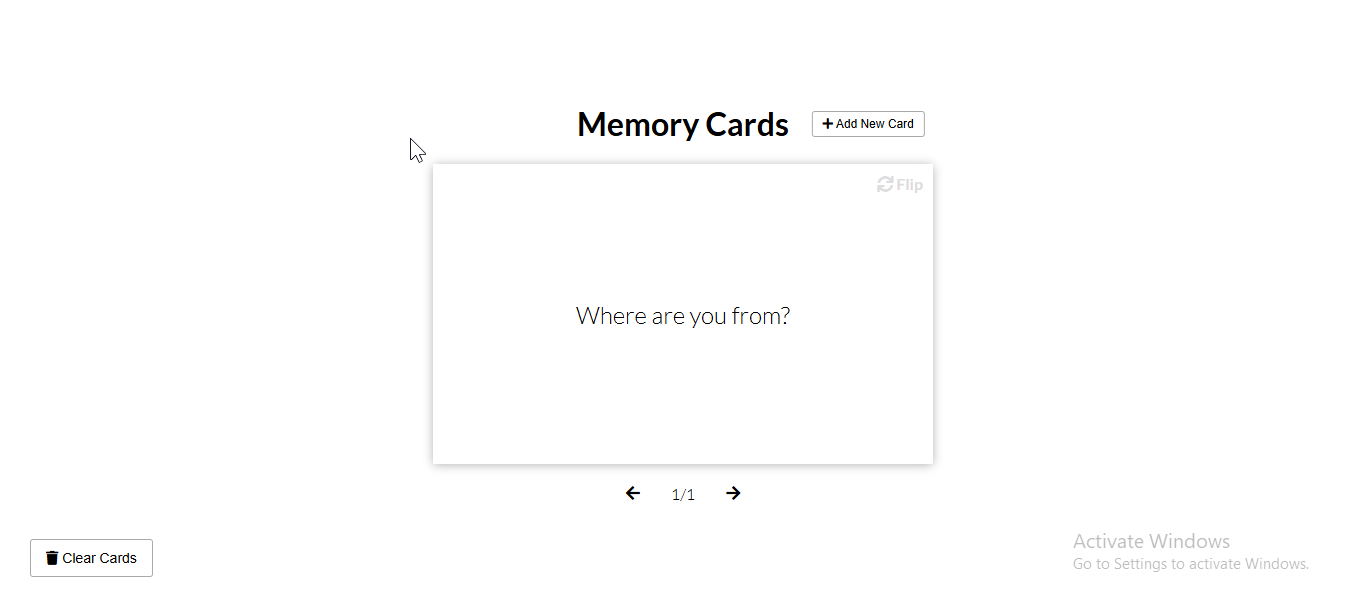 Memory Cards
Add New Card
Flip
Where are you from?
1/1
Clear Cards
Activate Windows
Go to Settings to activate Windows.